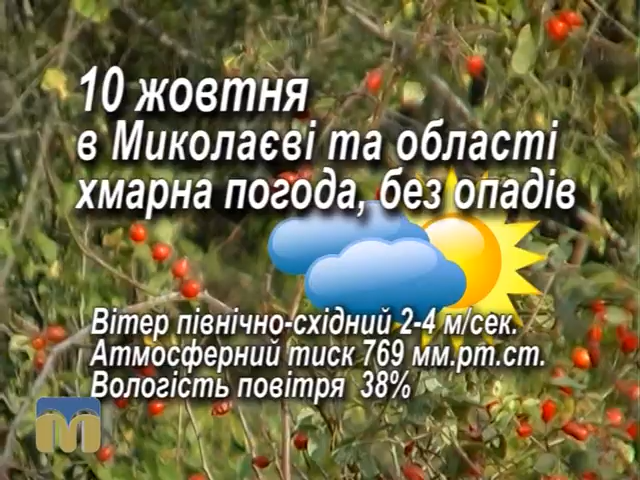 10 жовтня
в Миколаєві та області
хмарна погода, без опадів
Вітер північно-східний 2-4 м/сек.
Атмосферний тиск 769 мм.рт.ст.
Вологість повітря 38%